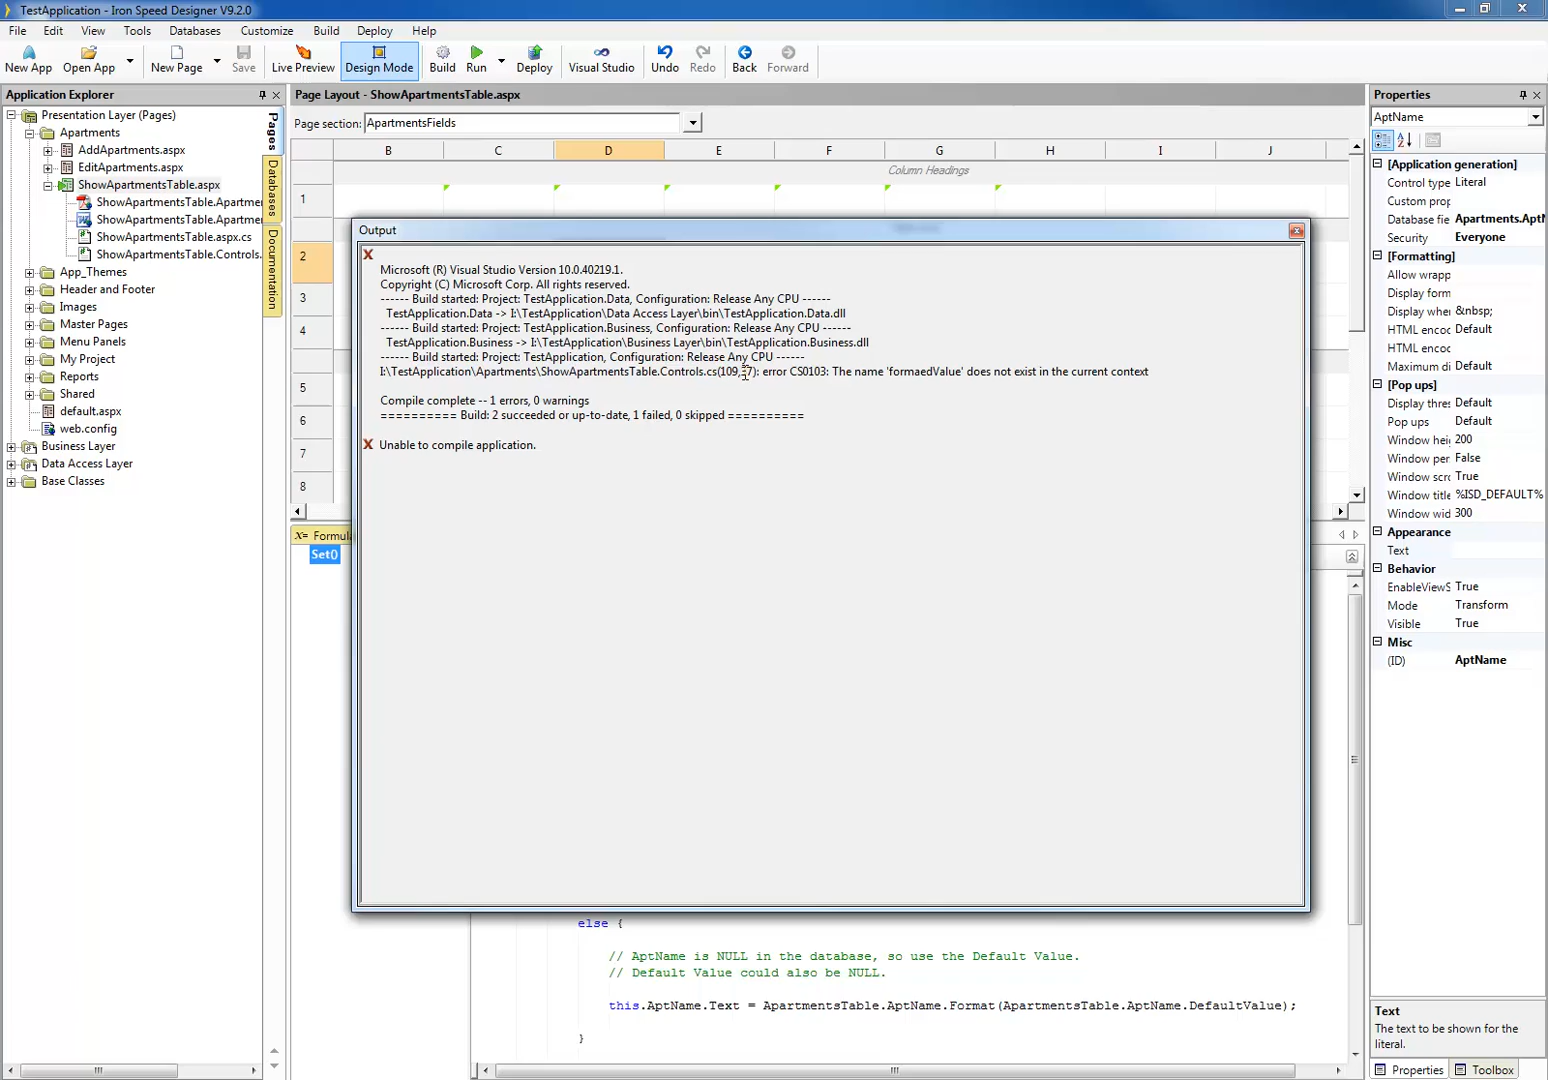 TestApplication - Iron Speed Designer V9.2.0
File Edit View Tools Databases Customize Build Deploy Help
New App Open App New Page Save Live Preview Design Mode Build Run Deploy Visual Studio Undo Redo Back Forward
Application Explorer
Presentation Layer (Pages)
Apartments
AddApartments.aspx
EditApartments.aspx
ShowApartmentsTable.aspx
ShowApartmentsTable.Apartme
ShowApartmentsTable.Apartme
ShowApartmentsTable.aspx.cs
ShowApartmentsTable.Controls.
App_Themes
Header and Footer
Images
Master Pages
Menu Panels
My Project
Reports
Shared
default.aspx
web.config
Business Layer
Data Access Layer
Base Classes
Pages
Databases
Documentation
Page Layout - ShowApartmentsTable.aspx
Page section: ApartmentsFields
B C D E F G H I J
Column Headings
1
2
3
4
5
6
7
8
Output
X
Microsoft (R) Visual Studio Version 10.0.40219.1.
Copyright (C) Microsoft Corp. All rights reserved.
------ Build started: Project: TestApplication.Data, Configuration: Release Any CPU ------
TestApplication.Data -> I:\TestApplication\Data Access Layer\bin\TestApplication.Data.dll
------ Build started: Project: TestApplication.Business, Configuration: Release Any CPU ------
TestApplication.Business -> I:\TestApplication\Business Layer\bin\TestApplication.Business.dll
------ Build started: Project: TestApplication, Configuration: Release Any CPU ------
I:\TestApplication\Apartments\ShowApartmentsTable.Controls.cs(109, 7): error CS0103: The name 'formaedValue' does not exist in the current context
Compile complete -- 1 errors, 0 warnings
========== Build: 2 succeeded or up-to-date, 1 failed, 0 skipped ==========
X Unable to compile application.
X= Formula
Set()
else {
// AptName is NULL in the database, so use the Default Value.
// Default Value could also be NULL.
this.AptName.Text = ApartmentsTable.AptName.Format(ApartmentsTable.AptName.DefaultValue);
}
Properties
AptName
[Application generation]
Control type Literal
Custom prop
Database fie Apartments.AptN
Security Everyone
[Formatting]
Allow wrapp
Display form
Display whe &nbsp;
HTML encoc Default
HTML encoc Default
Maximum di
[Pop ups]
Display thres Default
Pop ups Default
Window hei 200
Window per False
Window scr True
Window title %ISD_DEFAULT%
Window wid 300
Appearance
Text
Behavior
EnableViewS True
Mode Transform
Visible True
Misc
(ID) AptName
Text
The text to be shown for the
literal.
Properties Toolbox